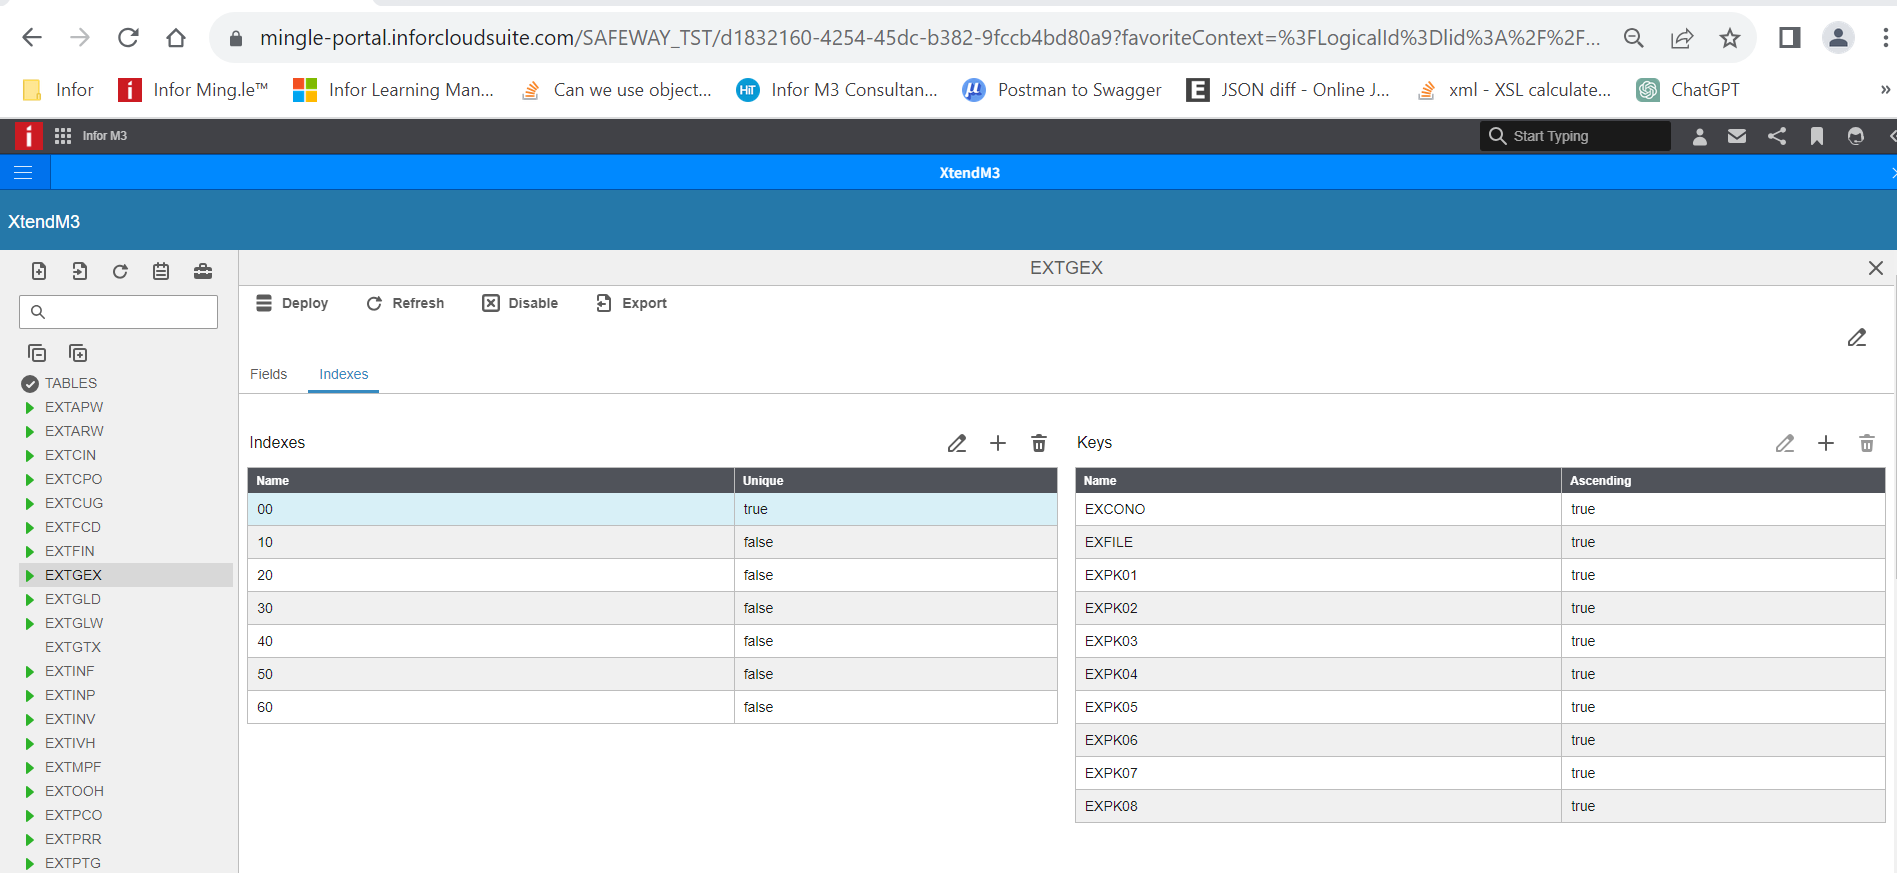 mingle-portal.inforcloudsuite.com/SAFEWAY_TST/d1832160-4254-45dc-b382-9fccb4bd80a9?favoriteContext=%3FLogicalId%3Dlid%3A%2F%2F...
Infor Infor Ming.le™ Infor Learning Man... Can we use object... HiT Infor M3 Consultan... μ Postman to Swagger E JSON diff - Online J... xml - XSL calculate... ChatGPT »
i Infor M3 Start Typing
XtendM3
XtendM3
EXTGEX
Deploy Refresh Disable Export
Fields Indexes
TABLES
EXTAPW
EXTARW
EXTCIN
EXTCPO
EXTCUG
EXTFCD
EXTFIN
EXTGEX
EXTGLD
EXTGLW
EXTGTX
EXTINF
EXTINP
EXTINV
EXTIVH
EXTMPF
EXTOOH
EXTPCO
EXTPRR
EXTPTG
Indexes
Name Unique
00 true
10 false
20 false
30 false
40 false
50 false
60 false
Keys
Name Ascending
EXCONO true
EXFILE true
EXPK01 true
EXPK02 true
EXPK03 true
EXPK04 true
EXPK05 true
EXPK06 true
EXPK07 true
EXPK08 true